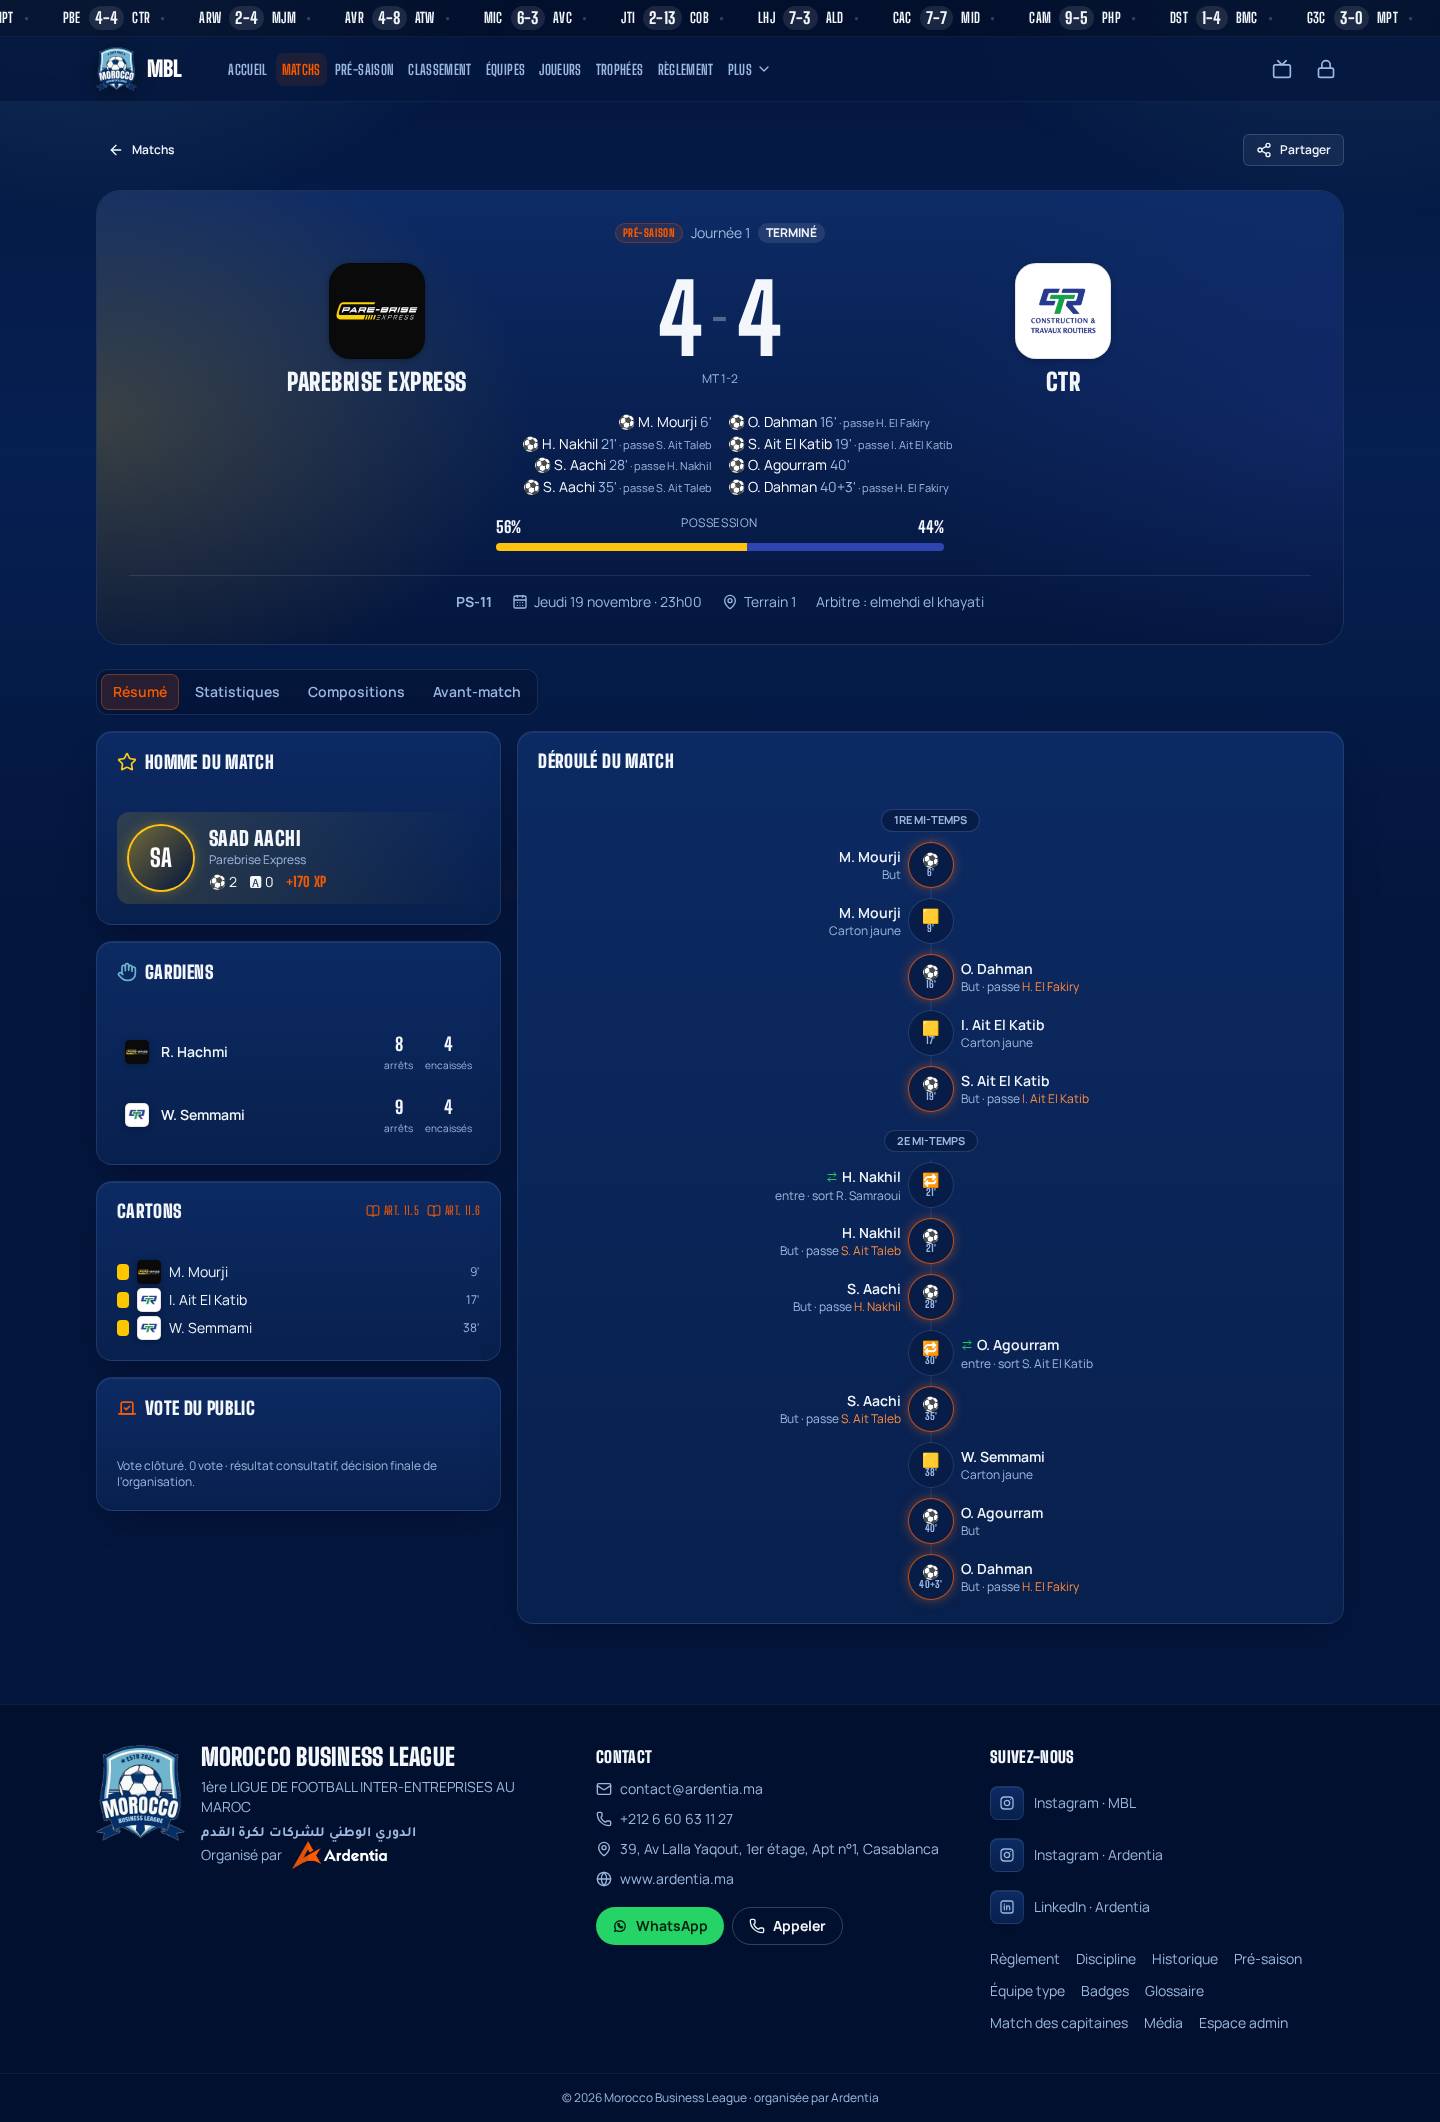 MPT
PBE 4–4 CTR
ARW 2–4 MJM
AVR 4–8 ATW
MIC 6–3 AVC
JTI 2–13 COB
LHJ 7–3 ALD
CAC 7–7 MID
CAM 9–5 PHP
DST 1–4 BMC
G3C 3–0 MPT
MOROCCO
MBL
ACCUEIL MATCHS PRÉ-SAISON CLASSEMENT ÉQUIPES JOUEURS TROPHÉES RÈGLEMENT PLUS
Matchs
Partager
PRÉ-SAISON Journée 1 TERMINÉ
PARE-BRISE
EXPRESS
4 - 4
CTR
CONSTRUCTION &
TRAVAUX ROUTIERS
PAREBRISE EXPRESS
MT 1-2
CTR
M. Mourji 6'
H. Nakhil 21' · passe S. Ait Taleb
S. Aachi 28' · passe H. Nakhil
S. Aachi 35' · passe S. Ait Taleb
O. Dahman 16' · passe H. El Fakiry
S. Ait El Katib 19' · passe I. Ait El Katib
O. Agourram 40'
O. Dahman 40+3' · passe H. El Fakiry
56% POSSESSION 44%
PS-11 Jeudi 19 novembre · 23h00 Terrain 1 Arbitre : elmehdi el khayati
Résumé Statistiques Compositions Avant-match
HOMME DU MATCH
SA
SAAD AACHI
Parebrise Express
2 A 0 +170 XP
GARDIENS
R. Hachmi 8 arrêts 4 encaissés
W. Semmami 9 arrêts 4 encaissés
CARTONS ART. 11.5 ART. 11.6
M. Mourji 9'
I. Ait El Katib 17'
W. Semmami 38'
VOTE DU PUBLIC
Vote clôturé. 0 vote · résultat consultatif, décision finale de
l'organisation.
DÉROULÉ DU MATCH
1RE MI-TEMPS
M. Mourji
But
6'
M. Mourji
Carton jaune
9'
16'
O. Dahman
But · passe H. El Fakiry
17'
I. Ait El Katib
Carton jaune
19'
S. Ait El Katib
But · passe I. Ait El Katib
2E MI-TEMPS
H. Nakhil
entre · sort R. Samraoui
21'
H. Nakhil
But · passe S. Ait Taleb
21'
S. Aachi
But · passe H. Nakhil
28'
30'
O. Agourram
entre · sort S. Ait El Katib
S. Aachi
But · passe S. Ait Taleb
35'
38'
W. Semmami
Carton jaune
40'
O. Agourram
But
40+3'
O. Dahman
But · passe H. El Fakiry
ESTD 2023
MOROCCO
BUSINESS LEAGUE
MOROCCO BUSINESS LEAGUE
1ère LIGUE DE FOOTBALL INTER-ENTREPRISES AU
MAROC
الدوري الوطني للشركات لكرة القدم
Organisé par Ardentia
CONTACT
contact@ardentia.ma
+212 6 60 63 11 27
39, Av Lalla Yaqout, 1er étage, Apt n°1, Casablanca
www.ardentia.ma
WhatsApp Appeler
SUIVEZ-NOUS
Instagram · MBL
Instagram · Ardentia
LinkedIn · Ardentia
Règlement Discipline Historique Pré-saison
Équipe type Badges Glossaire
Match des capitaines Média Espace admin
© 2026 Morocco Business League · organisée par Ardentia